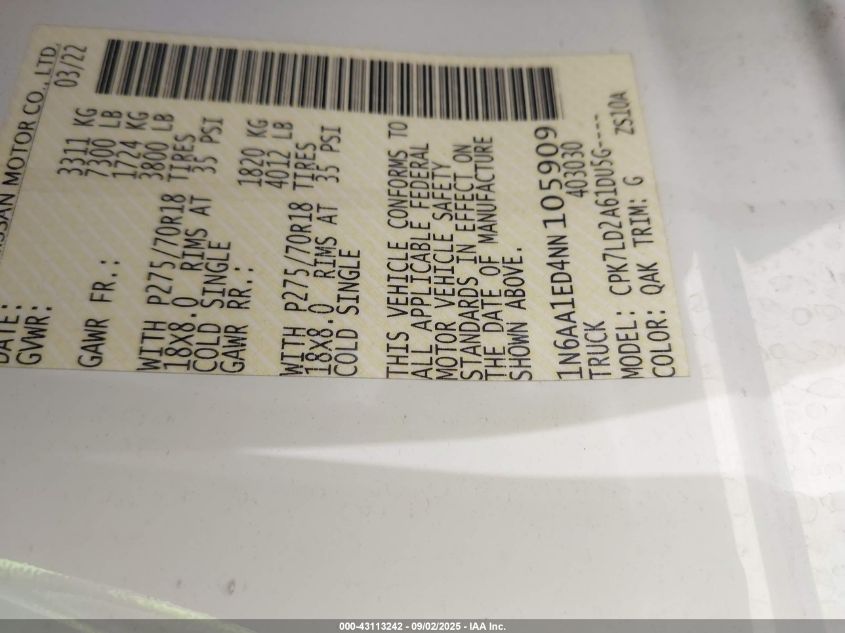 NISSAN MOTOR CO., LTD.
DATE: 03/22
GVWR: 3311 KG
7300 LB
GAWR FR.: 1724 KG
3800 LB
WITH P275/70R18 TIRES
18X8.0 RIMS AT 35 PSI
COLD SINGLE
GAWR RR.: 1820 KG
4012 LB
WITH P275/70R18 TIRES
18X8.0 RIMS AT 35 PSI
COLD SINGLE
THIS VEHICLE CONFORMS TO
ALL APPLICABLE FEDERAL
MOTOR VEHICLE SAFETY
STANDARDS IN EFFECT ON
THE DATE OF MANUFACTURE
SHOWN ABOVE.
1N6AA1ED4NN105909
TRUCK 403030
MODEL: CPK7LD2A61DU5G----
COLOR: QAK TRIM: G ZS10A
000-43113242 - 09/02/2025 - IAA Inc.